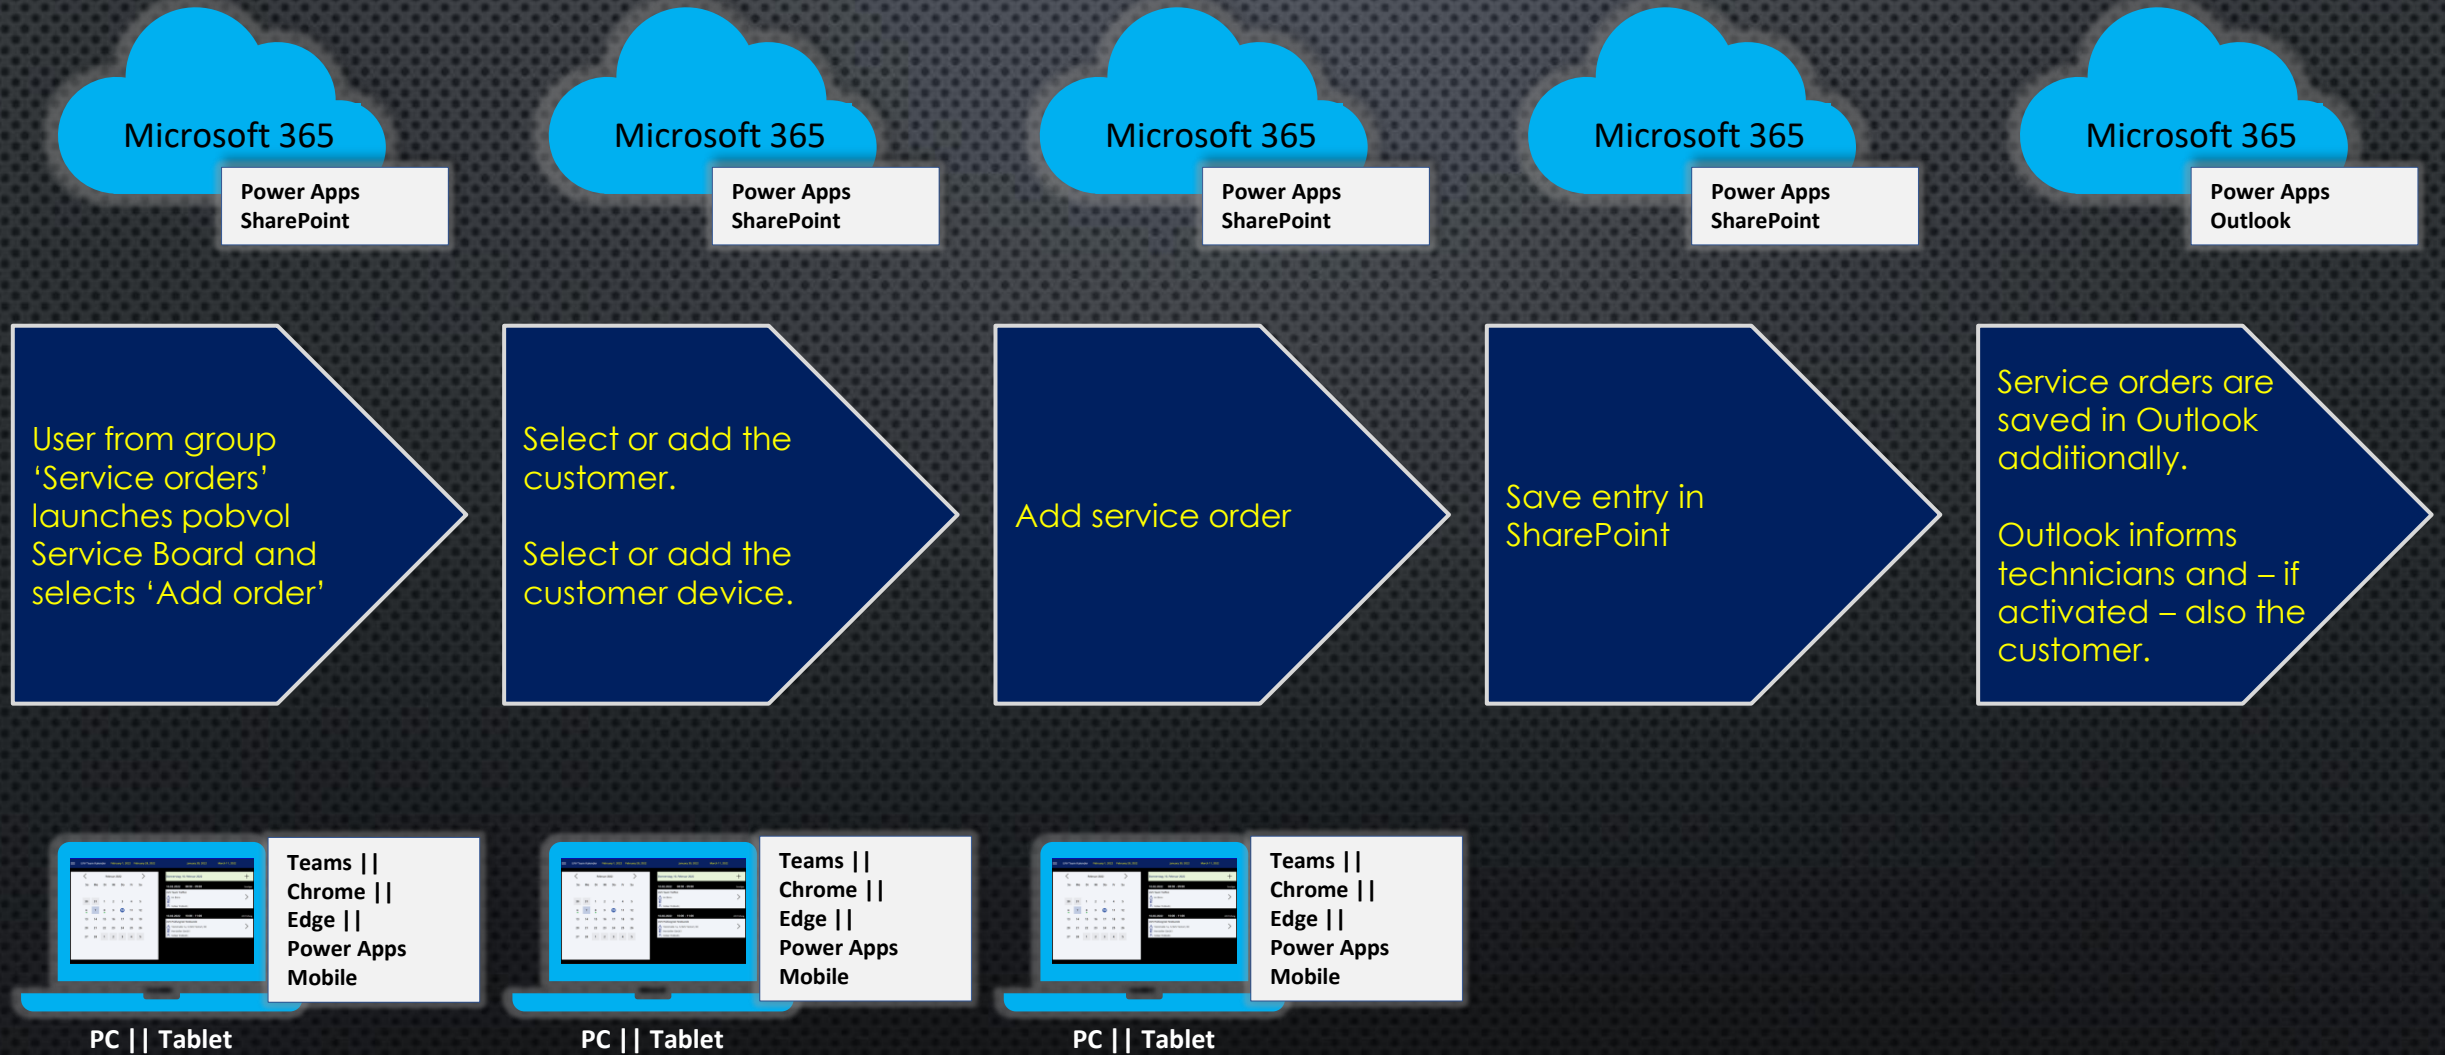 Microsoft 365
Power Apps
SharePoint
Microsoft 365
Power Apps
SharePoint
Microsoft 365
Power Apps
SharePoint
Microsoft 365
Power Apps
SharePoint
Microsoft 365
Power Apps
Outlook
User from group
‘Service orders’
launches pobvol
Service Board and
selects ‘Add order’
Select or add the
customer.
Select or add the
customer device.
Add service order
Save entry in
SharePoint
Service orders are
saved in Outlook
additionally.
Outlook informs
technicians and – if
activated – also the
customer.
Teams ||
Chrome ||
Edge ||
Power Apps
Mobile
PC || Tablet
Teams ||
Chrome ||
Edge ||
Power Apps
Mobile
PC || Tablet
Teams ||
Chrome ||
Edge ||
Power Apps
Mobile
PC || Tablet